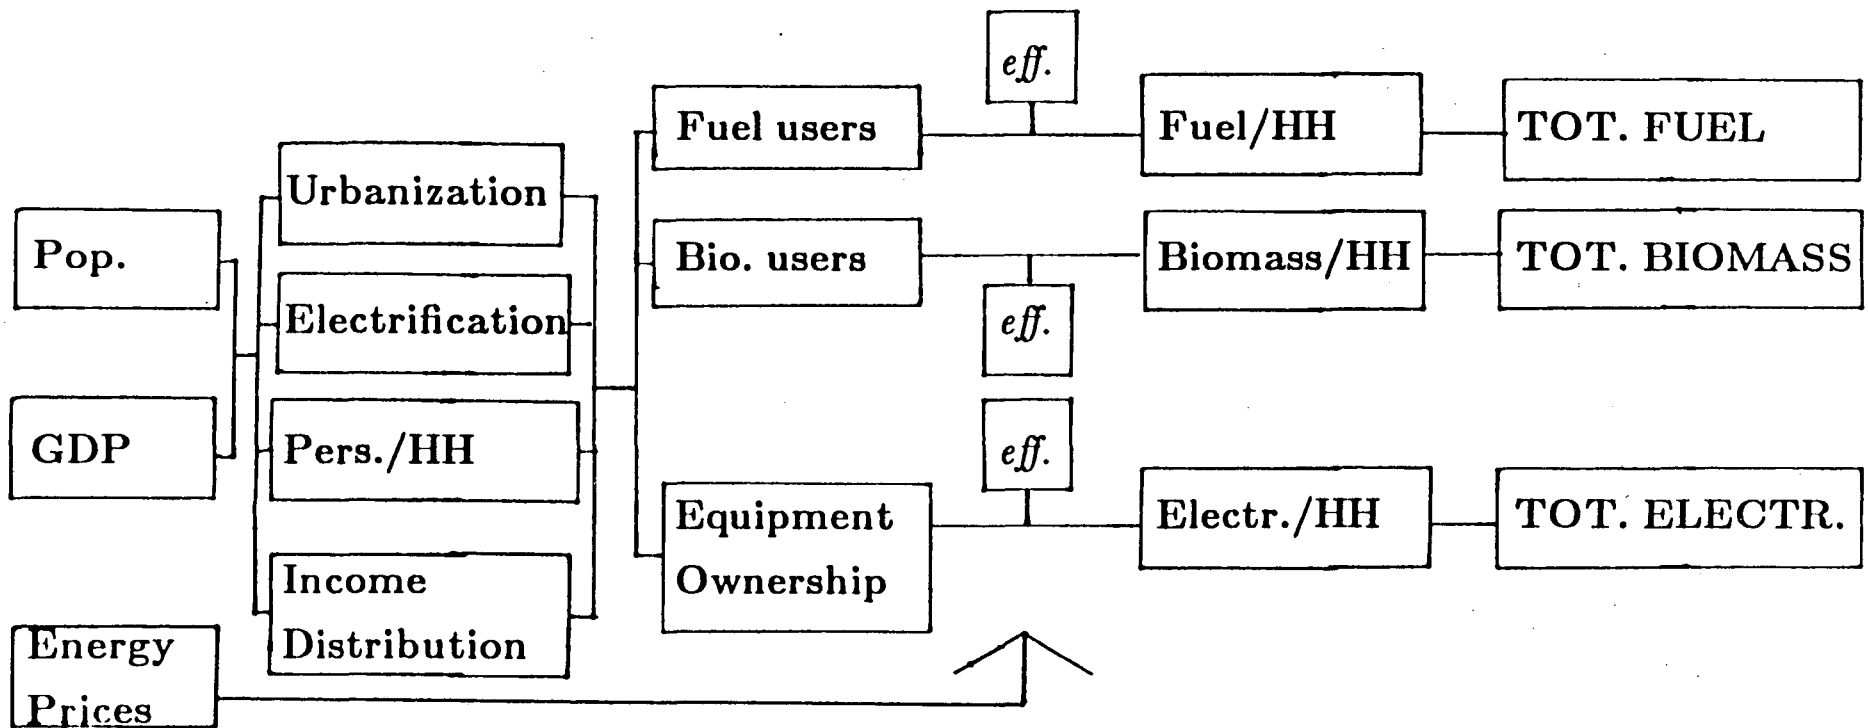 Pop.
GDP
Energy
Prices
Urbanization
Electrification
Pers./HH
Income
Distribution
Fuel users
Bio. users
Equipment
Ownership
eff.
eff.
eff.
Fuel/HH
Biomass/HH
Electr./HH
TOT. FUEL
TOT. BIOMASS
TOT. ELECTR.